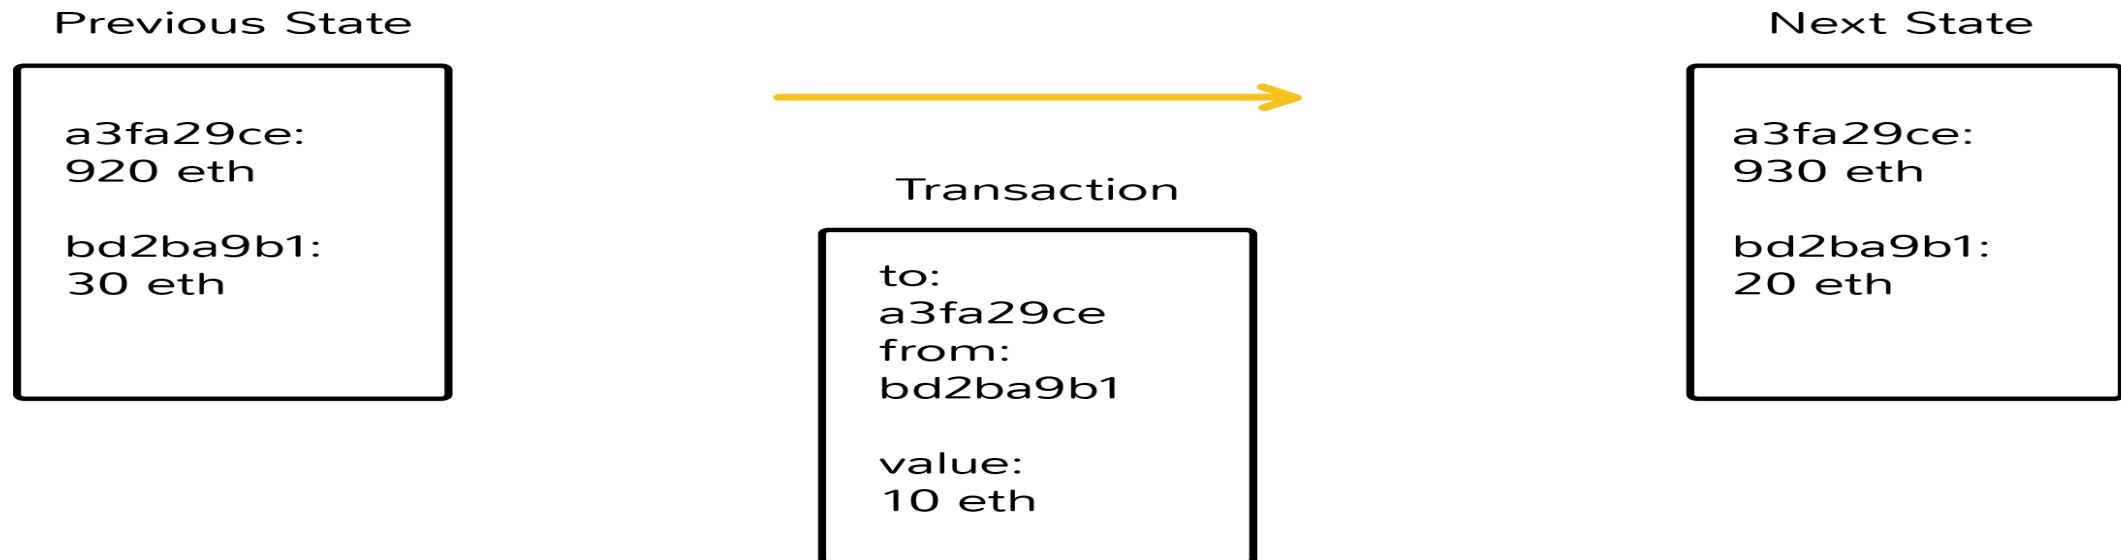 Previous State
a3fa29ce:
920 eth
bd2ba9b1:
30 eth
Transaction
to:
a3fa29ce
from:
bd2ba9b1
value:
10 eth
Next State
a3fa29ce:
930 eth
bd2ba9b1:
20 eth